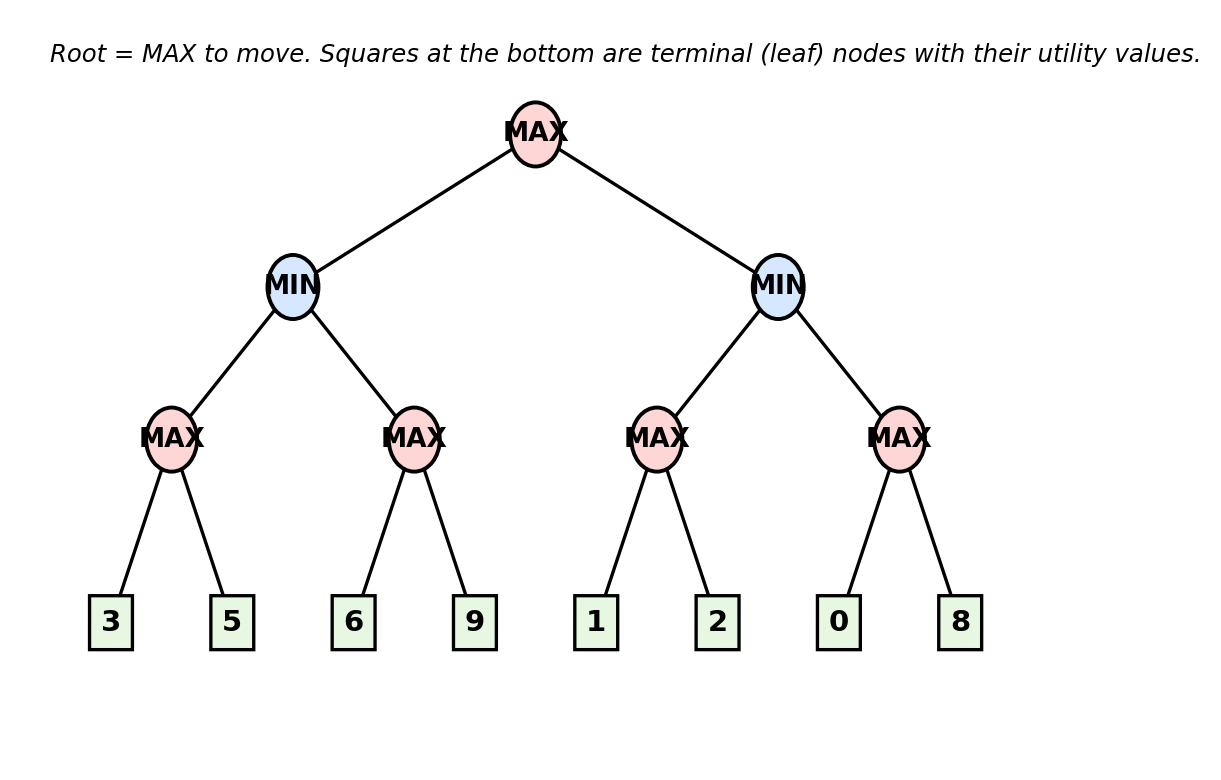 Root = MAX to move. Squares at the bottom are terminal (leaf) nodes with their utility values.
MAX
MIN MIN
MAX MAX MAX MAX
3 5 6 9 1 2 0 8